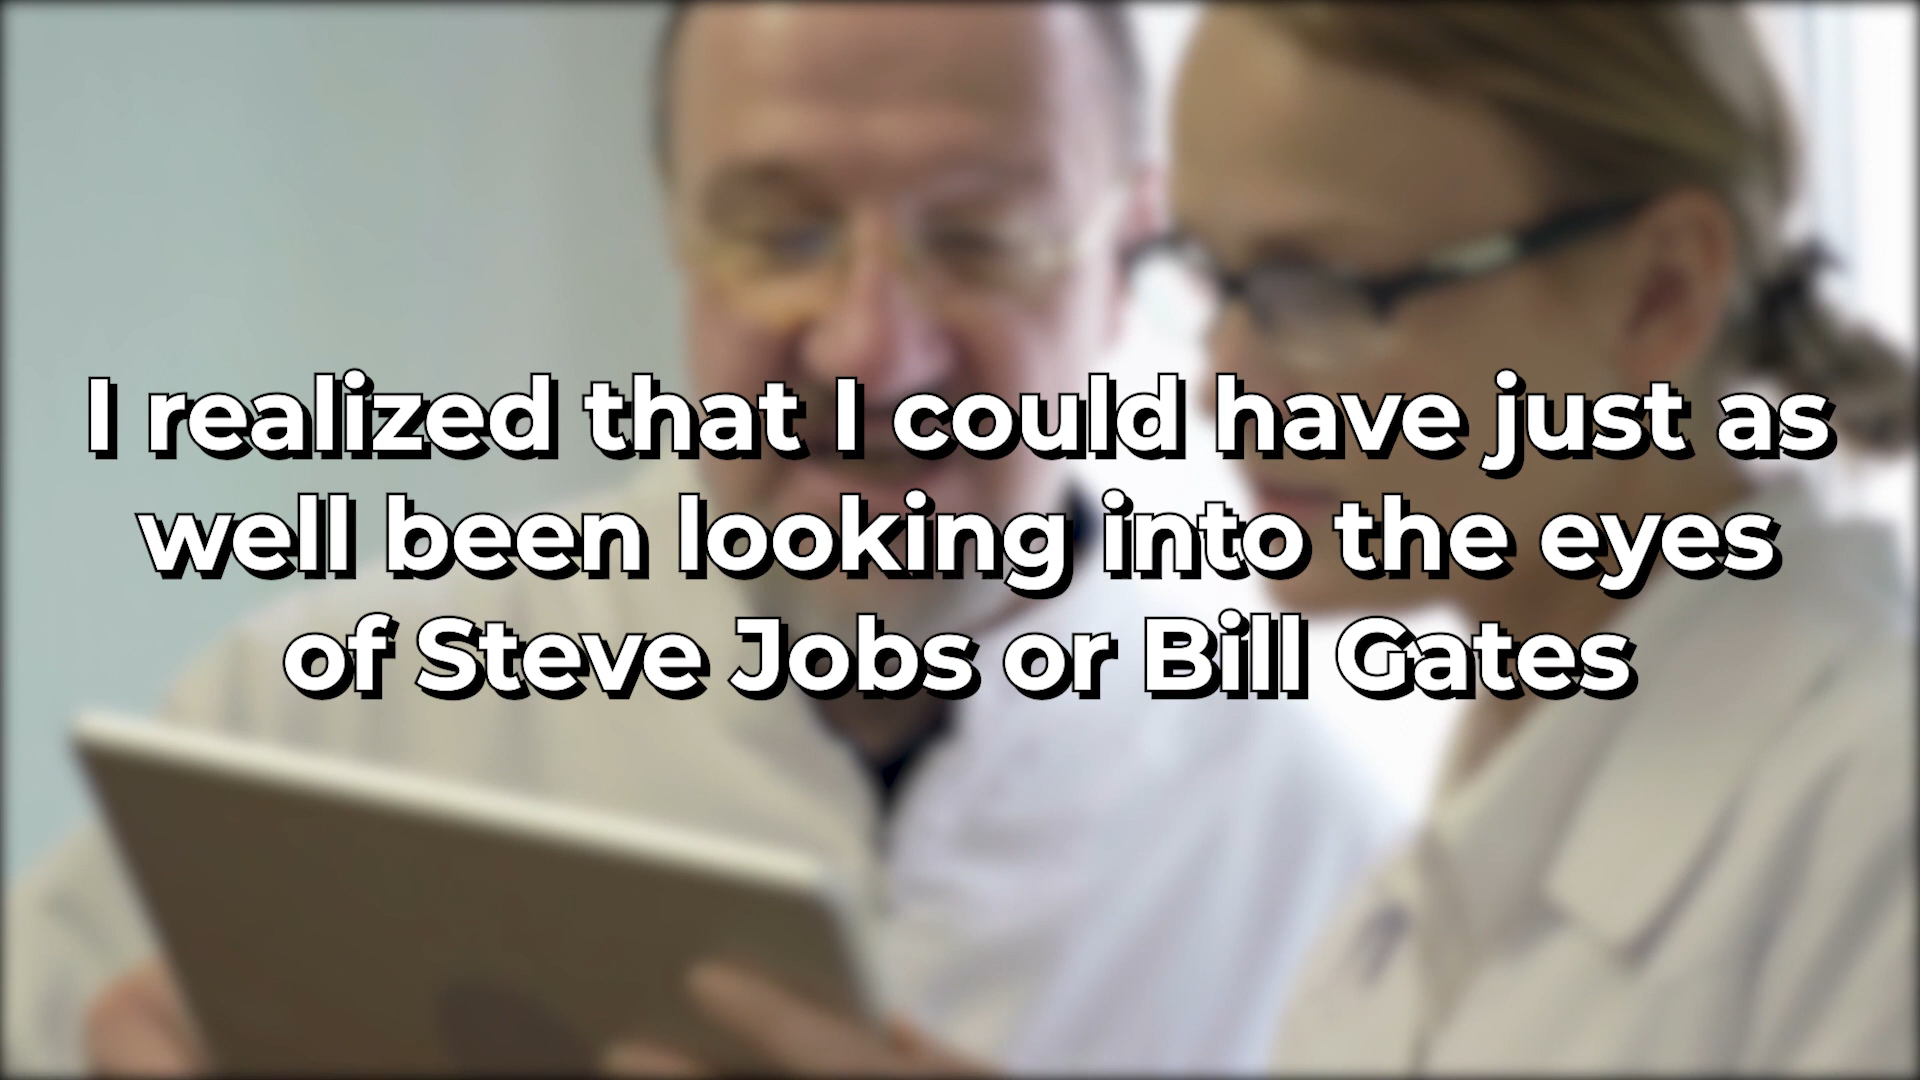 I realized that I could have just as
well been looking into the eyes
of Steve Jobs or Bill Gates